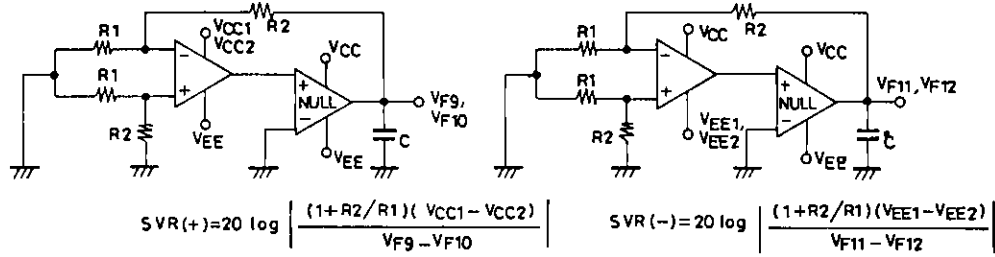 R2
R1
VCC1
VCC2
−
VCC
R1
+
+
NULL
−
VF9,
VF10
R2
VEE
C
VEE
SVR(+)=20 log | (1+R2/R1)(VCC1−VCC2) / VF9−VF10 |
R2
R1
VCC
−
VCC
R1
+
+
NULL
−
VF11,VF12
R2
VEE1,
VEE2
C
VEE
SVR(−)=20 log | (1+R2/R1)(VEE1−VEE2) / VF11−VF12 |